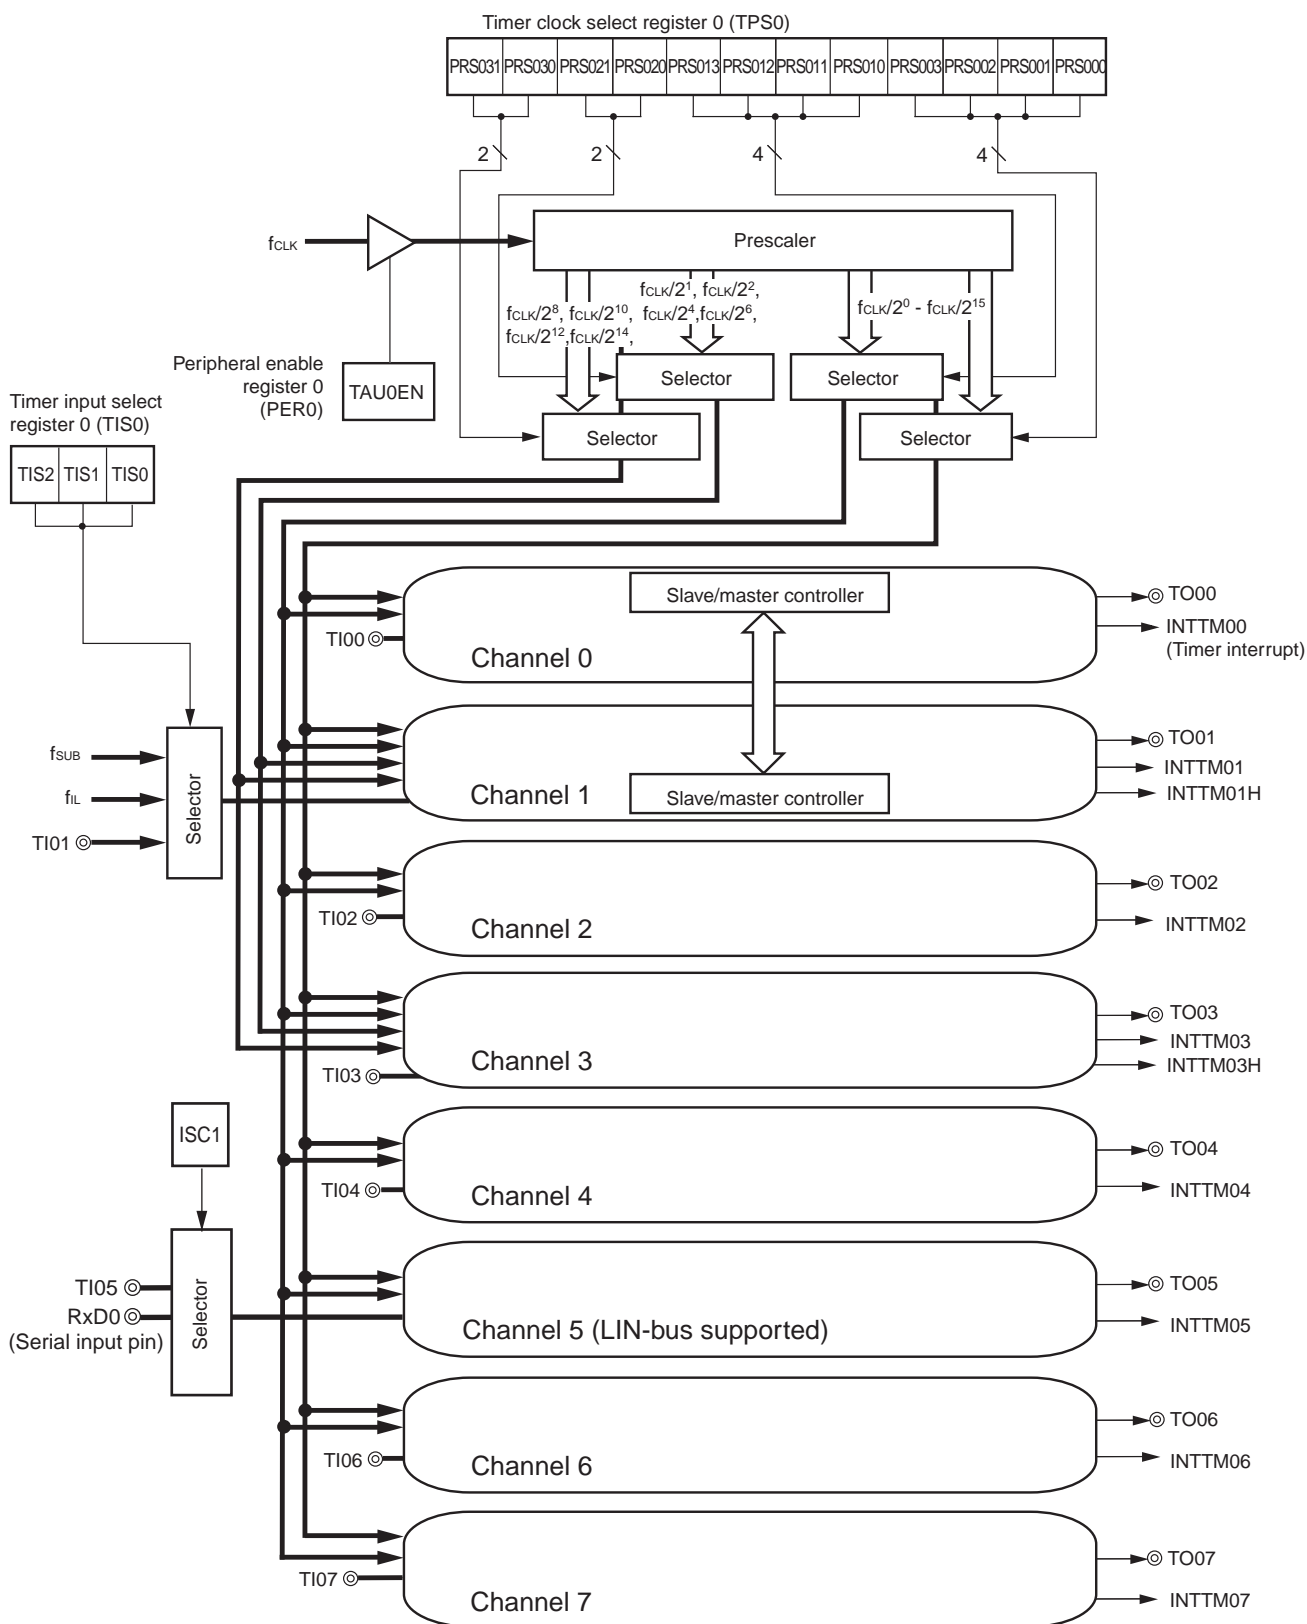 Timer clock select register 0 (TPS0)
PRS031 PRS030 PRS021 PRS020 PRS013 PRS012 PRS011 PRS010 PRS003 PRS002 PRS001 PRS000
2 2 4 4
fCLK
Prescaler
fCLK/2¹, fCLK/2²,
fCLK/2⁴,fCLK/2⁶,
fCLK/2⁸, fCLK/2¹⁰,
fCLK/2¹²,fCLK/2¹⁴,
fCLK/2⁰ - fCLK/2¹⁵
Peripheral enable
register 0
(PER0)
TAU0EN
Selector
Selector
Selector
Selector
Timer input select
register 0 (TIS0)
TIS2 TIS1 TIS0
Slave/master controller
TI00
Channel 0
TO00
INTTM00
(Timer interrupt)
fSUB
fIL
TI01
Selector
Channel 1
Slave/master controller
TO01
INTTM01
INTTM01H
TI02
Channel 2
TO02
INTTM02
TI03
Channel 3
TO03
INTTM03
INTTM03H
ISC1
TI04
Channel 4
TO04
INTTM04
TI05
RxD0
(Serial input pin)
Selector
Channel 5 (LIN-bus supported)
TO05
INTTM05
TI06
Channel 6
TO06
INTTM06
TI07
Channel 7
TO07
INTTM07